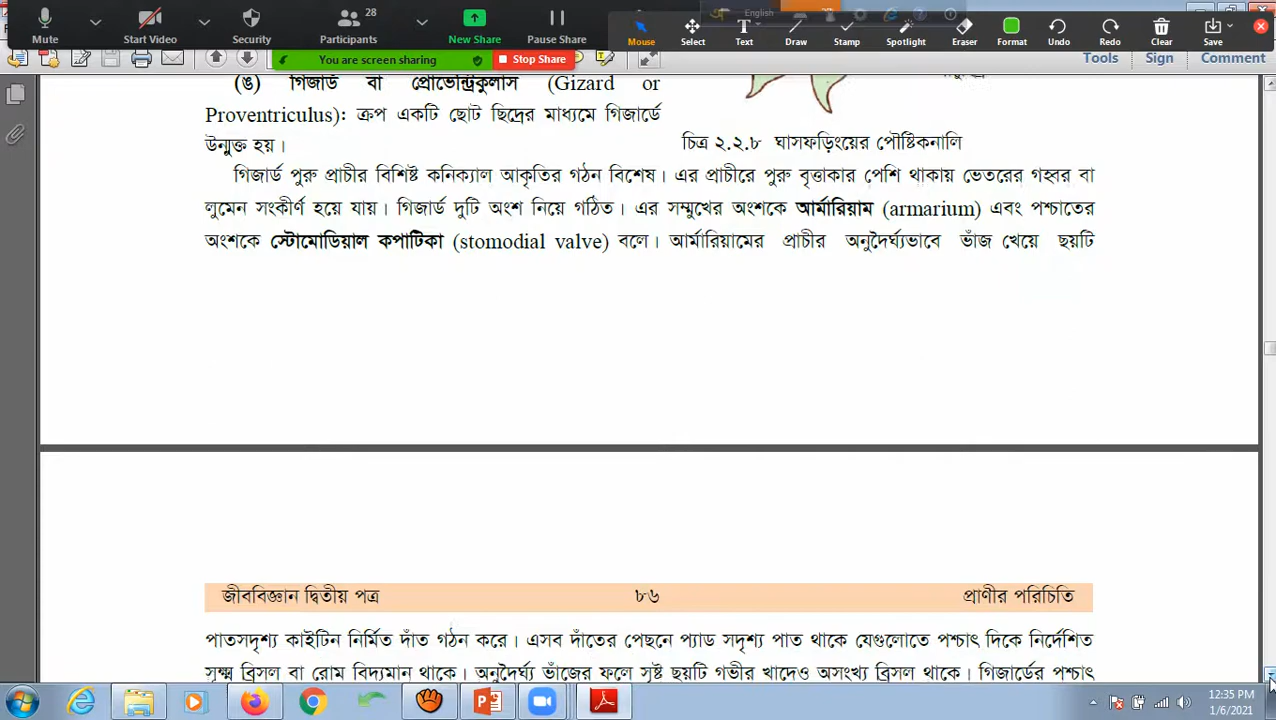 English
28
Mute
Start Video
Security
Participants
New Share
Pause Share
Mouse
Select
Text
Draw
Stamp
Spotlight
Eraser
Format
Undo
Redo
Clear
Save
You are screen sharing
Stop Share
Tools
Sign
Comment
(ঙ) গিজার্ড বা প্রোভেন্ট্রিকুলাস (Gizard or
Proventriculus)ঃ ক্রপ একটি ছোট ছিদ্রের মাধ্যমে গিজার্ডে
উন্মুক্ত হয়।
চিত্র ২.২.৮ ঘাসফড়িংয়ের পৌষ্টিকনালি
গিজার্ড পুরু প্রাচীর বিশিষ্ট কনিক্যাল আকৃতির গঠন বিশেষ। এর প্রাচীরে পুরু বৃত্তাকার পেশি থাকায় ভেতরের গহ্বর বা
লুমেন সংকীর্ণ হয়ে যায়। গিজার্ড দুটি অংশ নিয়ে গঠিত। এর সম্মুখের অংশকে আর্মারিয়াম (armarium) এবং পশ্চাতের
অংশকে স্টোমোডিয়াল কপাটিকা (stomodial valve) বলে। আর্মারিয়ামের প্রাচীর অনুদৈর্ঘ্যভাবে ভাঁজ খেয়ে ছয়টি
জীববিজ্ঞান দ্বিতীয় পত্র
৮৬
প্রাণীর পরিচিতি
পাতসদৃশ্য কাইটিন নির্মিত দাঁত গঠন করে। এসব দাঁতের পেছনে প্যাড সদৃশ্য পাত থাকে যেগুলোতে পশ্চাৎ দিকে নির্দেশিত
সূক্ষ্ম ব্রিসল বা রোম বিদ্যমান থাকে। অনুদৈর্ঘ্য ভাঁজের ফলে সৃষ্ট ছয়টি গভীর খাদেও অসংখ্য ব্রিসল থাকে। গিজার্ডের পশ্চাৎ
12:35 PM
1/6/2021